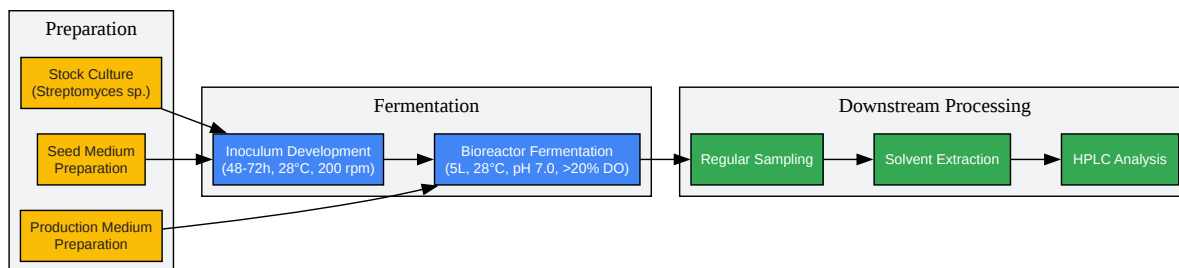 Preparation
Stock Culture
(Streptomyces sp.)
Seed Medium
Preparation
Production Medium
Preparation
Fermentation
Inoculum Development
(48-72h, 28°C, 200 rpm)
Bioreactor Fermentation
(5L, 28°C, pH 7.0, >20% DO)
Downstream Processing
Regular Sampling
Solvent Extraction
HPLC Analysis